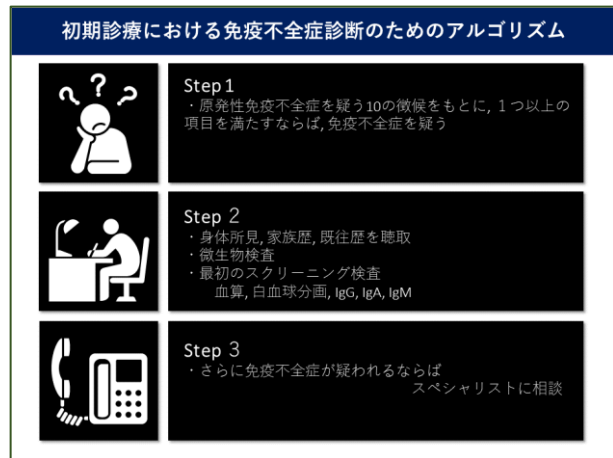 初期診療における免疫不全症診断のためのアルゴリズム
? ? ?
Step 1
・原発性免疫不全症を疑う10の徴候をもとに, 1つ以上の
項目を満たすならば, 免疫不全症を疑う
Step 2
・身体所見, 家族歴, 既往歴を聴取
・微生物検査
・最初のスクリーニング検査
血算, 白血球分画, IgG, IgA, IgM
Step 3
・さらに免疫不全症が疑われるならば
スペシャリストに相談